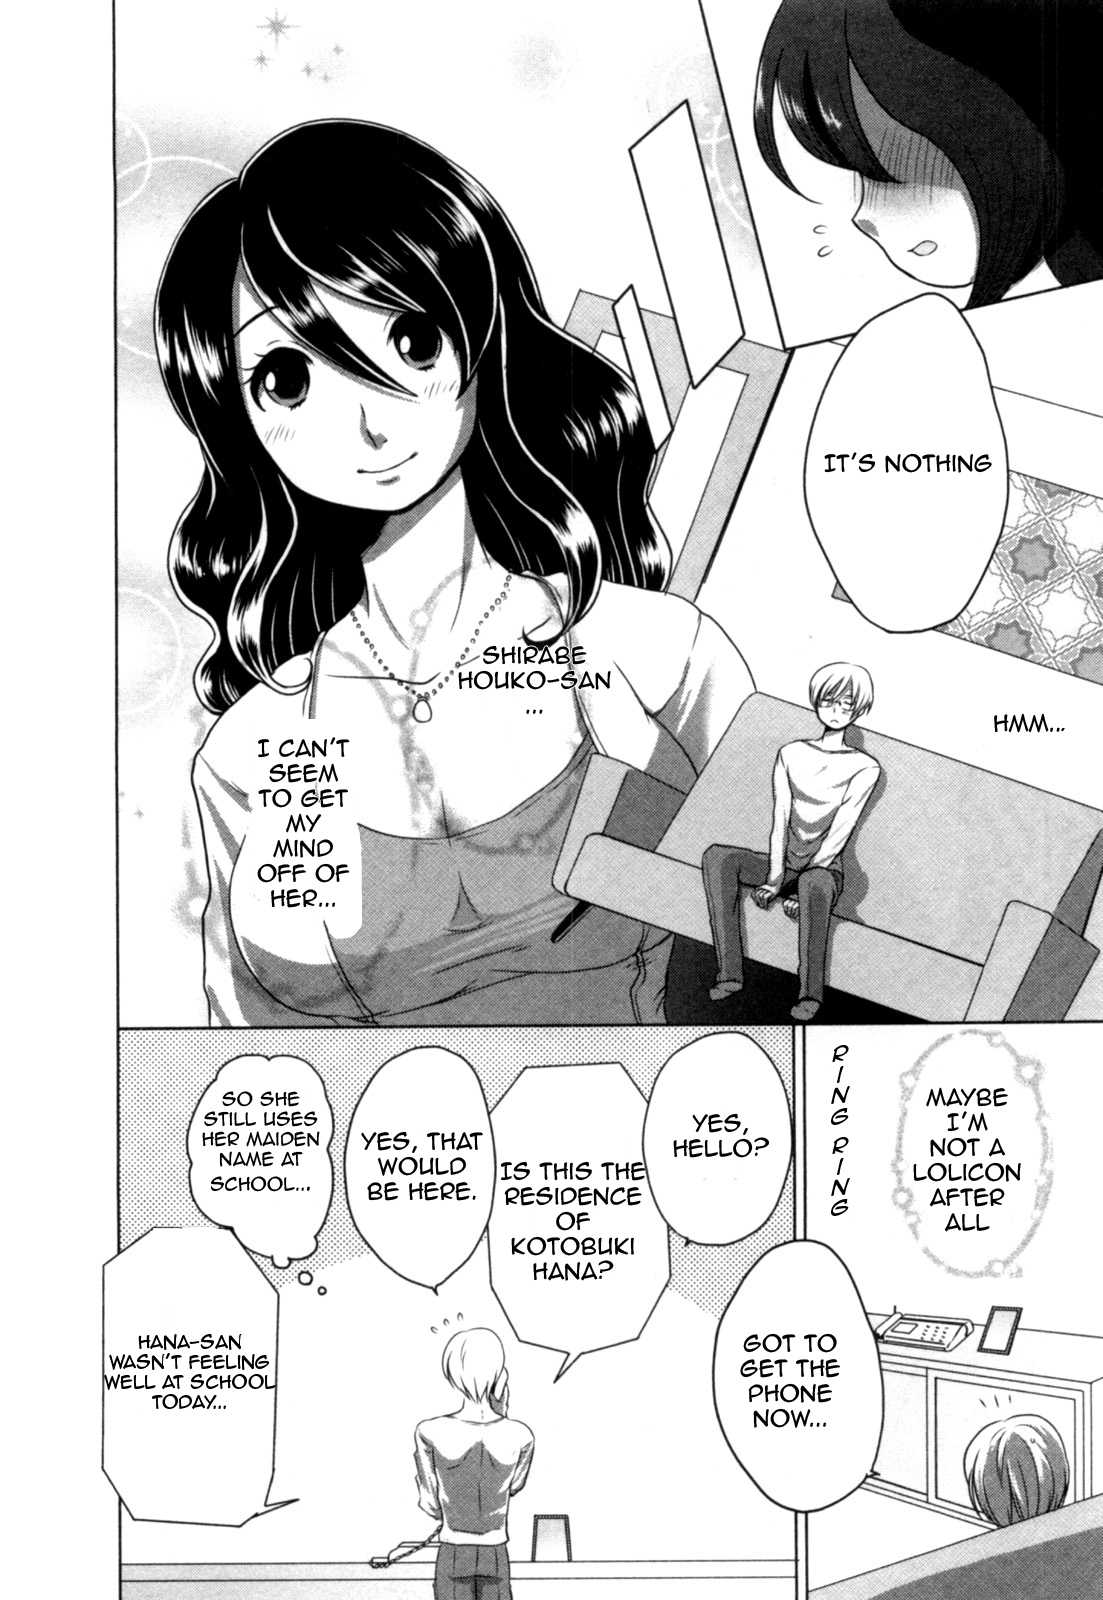 IT'S NOTHING
HMM...
SHIRABE
HOUKO-SAN
...
I CAN'T
SEEM
TO GET
MY
MIND
OFF OF
HER...
MAYBE
I'M
NOT A
LOLICON
AFTER
ALL
RING RING
GOT TO
GET THE
PHONE
NOW...
YES,
HELLO?
IS THIS THE
RESIDENCE
OF
KOTOBUKI
HANA?
YES, THAT
WOULD
BE HERE.
SO SHE
STILL USES
HER MAIDEN
NAME AT
SCHOOL...
HANA-SAN
WASN'T FEELING
WELL AT SCHOOL
TODAY...